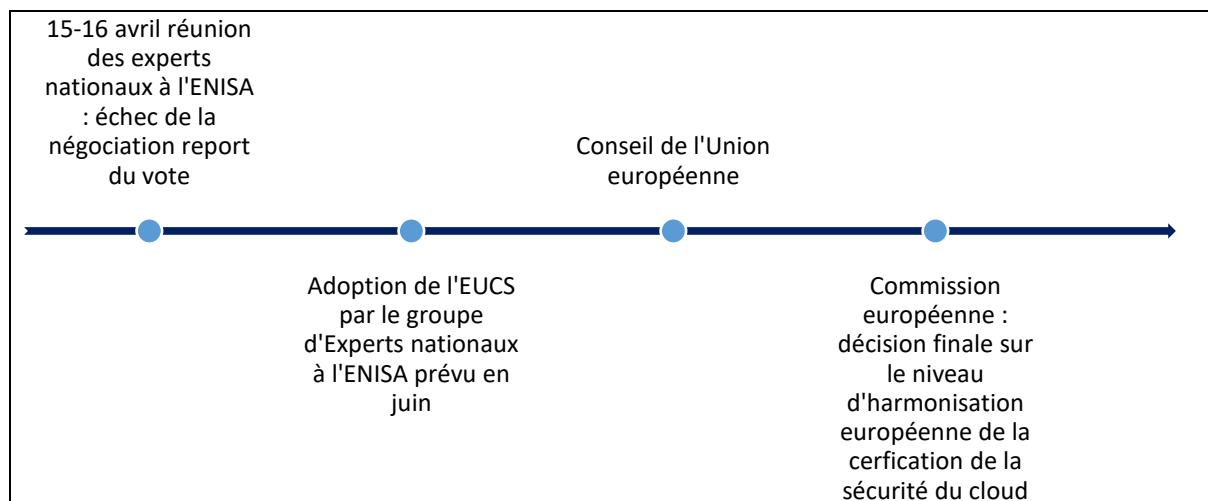 15-16 avril réunion
des experts
nationaux à l'ENISA
: échec de la
négociation report
du vote
Adoption de l'EUCS
par le groupe
d'Experts nationaux
à l'ENISA prévu en
juin
Conseil de l'Union
européenne
Commission
européenne :
décision finale sur
le niveau
d'harmonisation
européenne de la
cerfication de la
sécurité du cloud